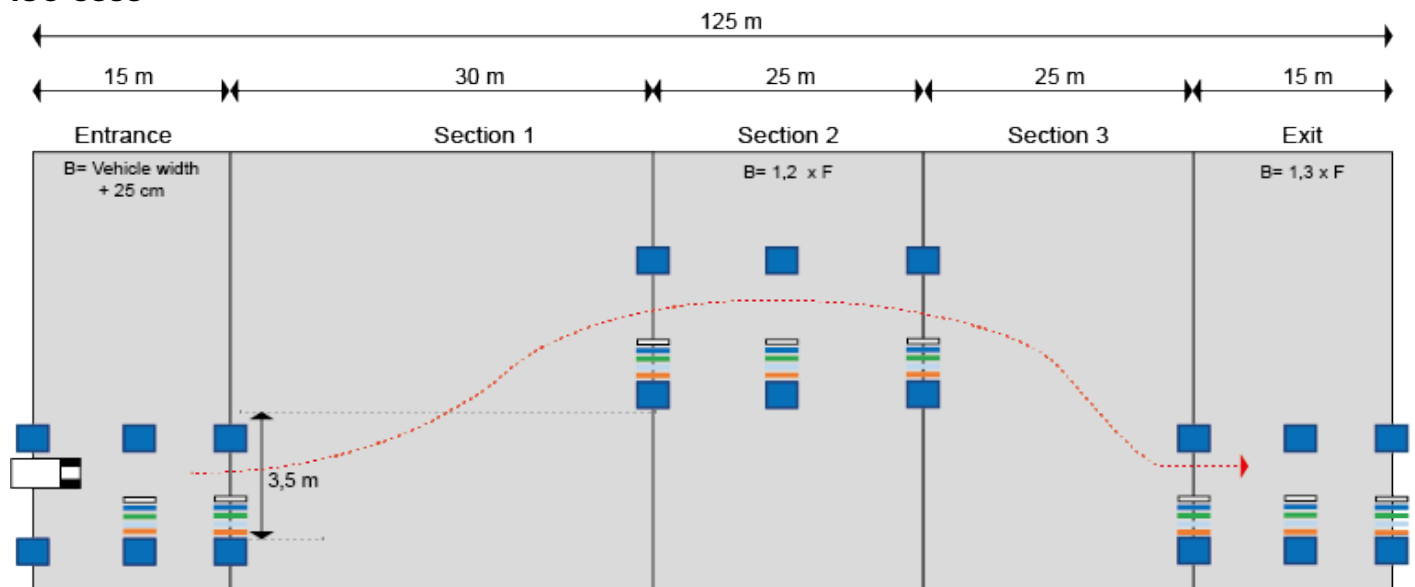 125 m
15 m
30 m
25 m
25 m
15 m
Entrance
Section 1
Section 2
Section 3
Exit
B= Vehicle width
+ 25 cm
B= 1,2 x F
B= 1,3 x F
3,5 m